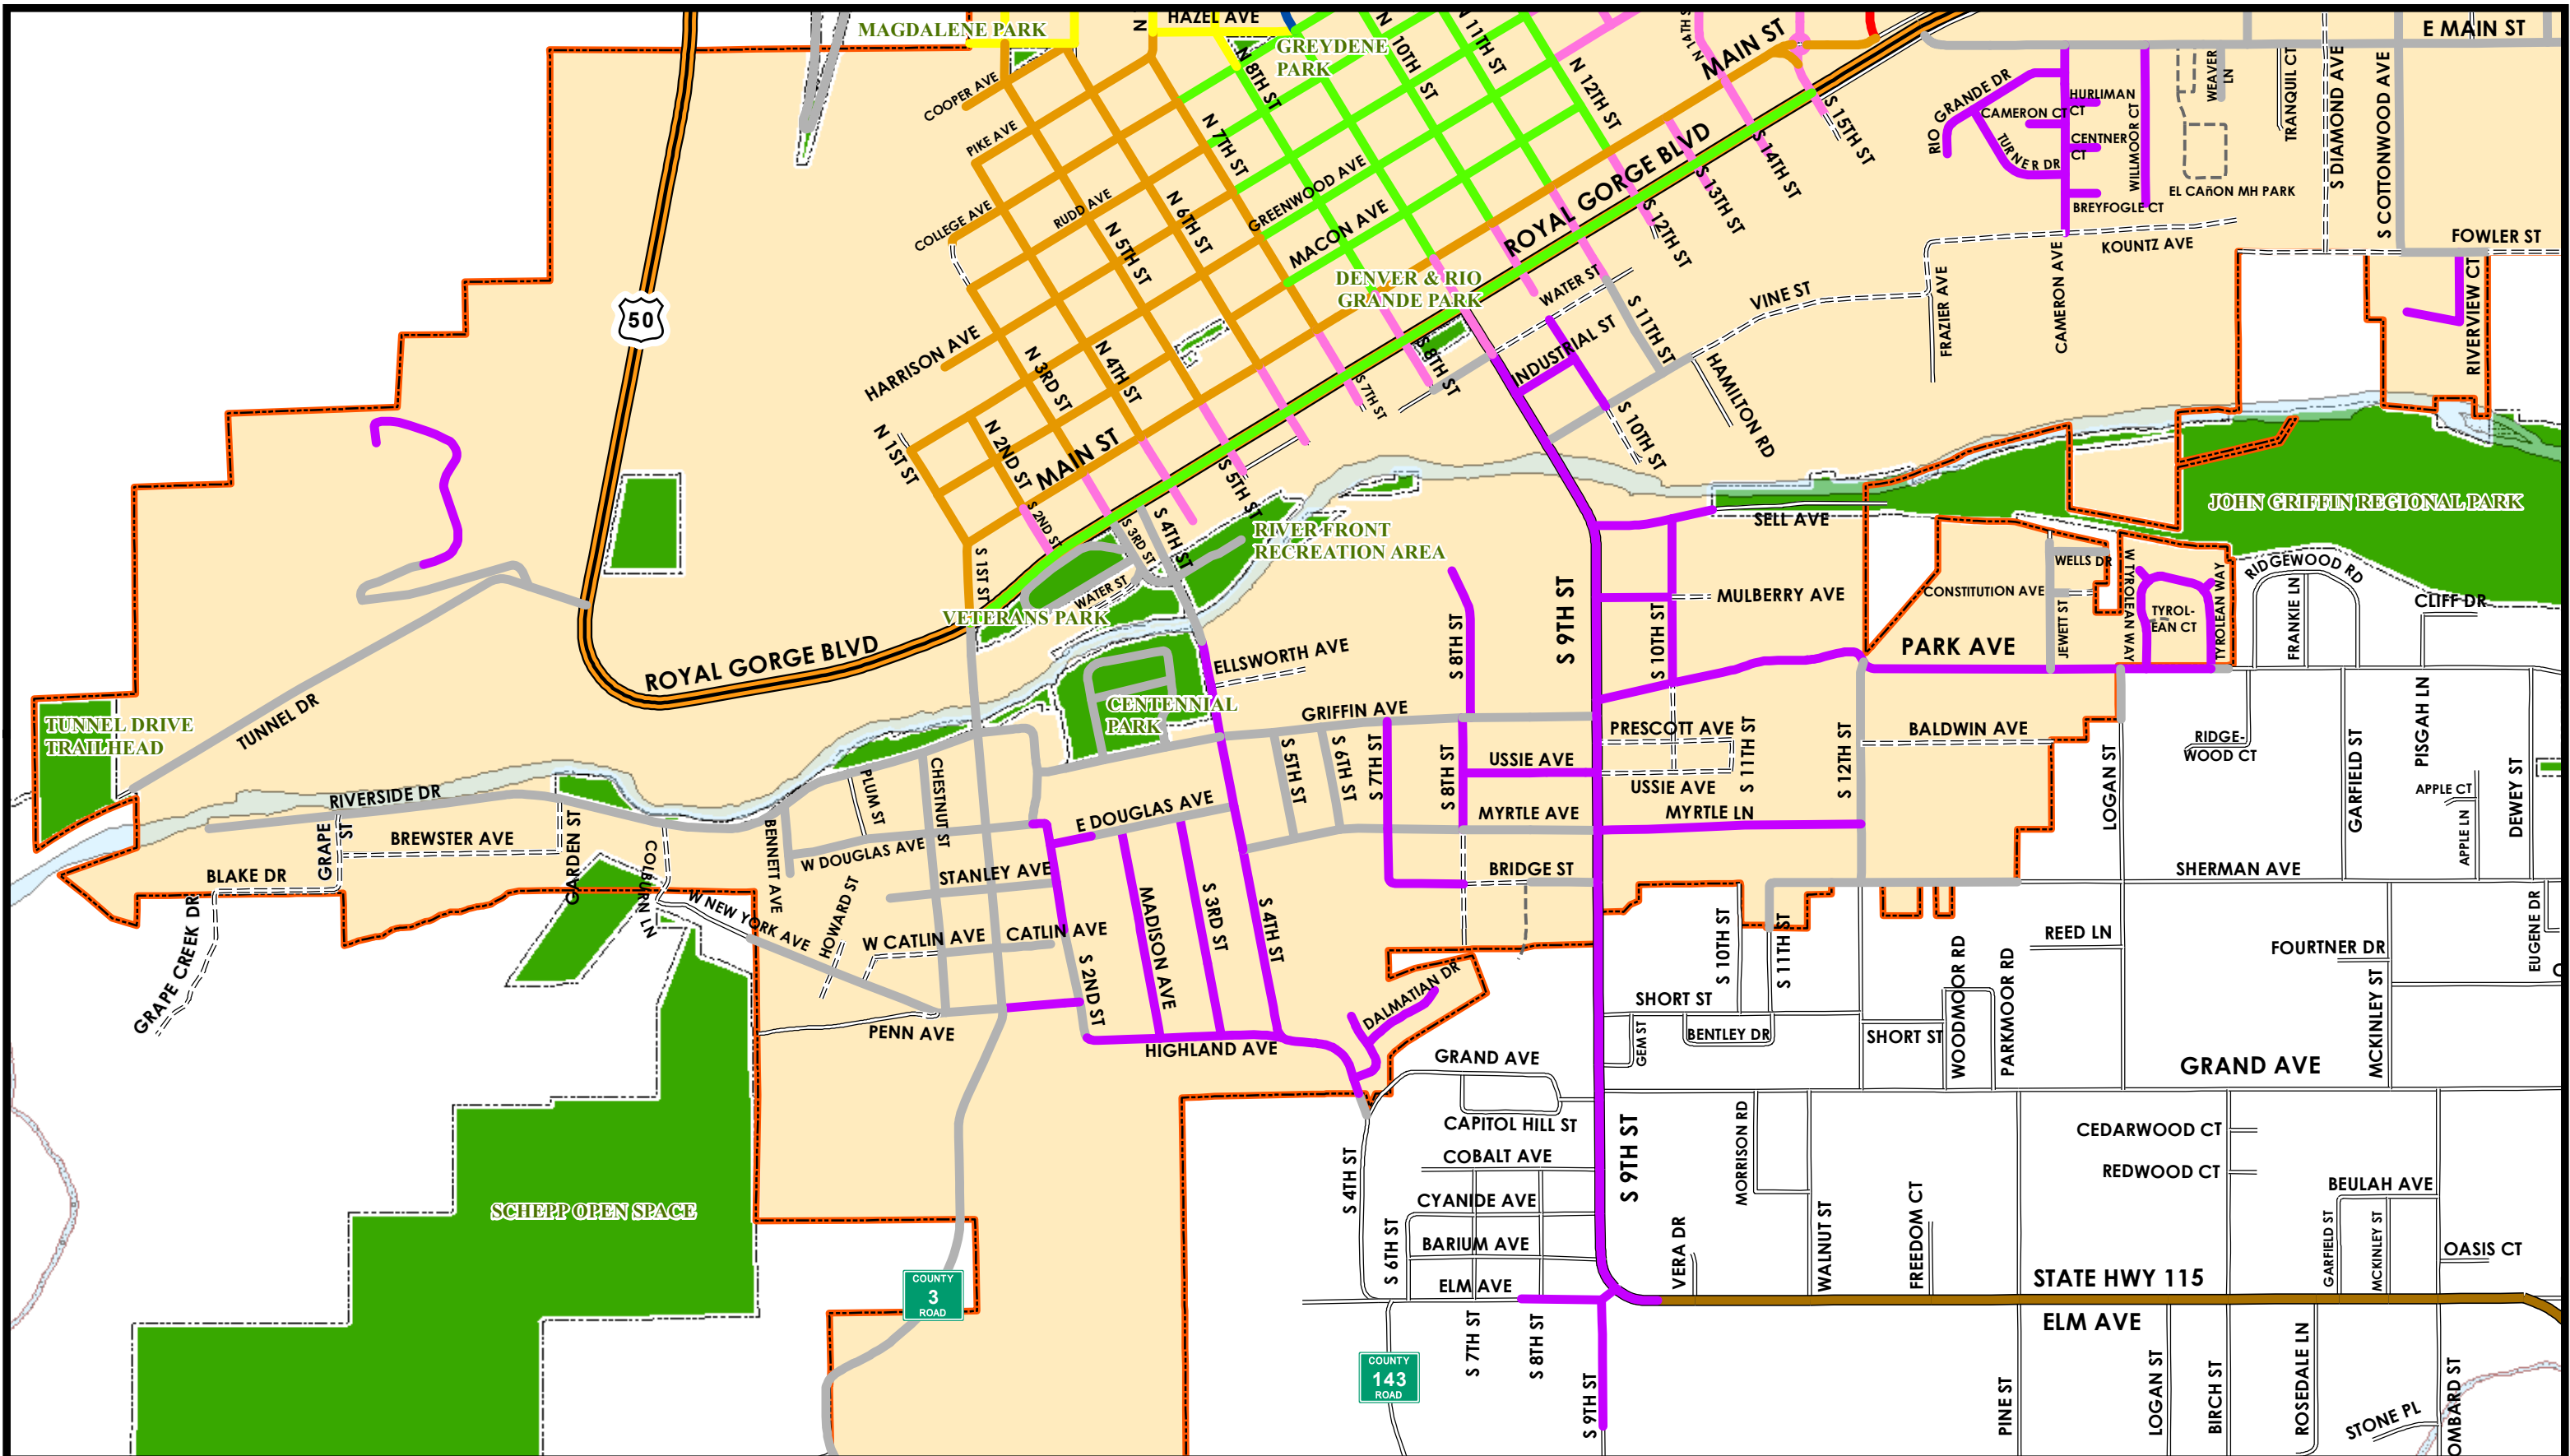 HAZEL AVE
N
MAGDALENE PARK
GREYDENE
PARK
N 8TH ST
N 10TH ST
N 11TH ST
N 12TH ST
N 14TH S
MAIN ST
E MAIN ST
COOPER AVE
PIKE AVE
COLLEGE AVE
RUDD AVE
N 7TH ST
N 6TH ST
N 5TH ST
GREENWOOD AVE
MACON AVE
ROYAL GORGE BLVD
S 15TH ST
S 14TH ST
S 13TH ST
S 12TH ST
RIO GRANDE DR
HURLIMAN
CT
CAMERON CT
CENTNER
CT
TURNER DR
WILLMOOR CT
BREYFOGLE CT
WEAVER
LN
TRANQUIL CT
S DIAMOND AVE
S COTTONWOOD AVE
EL CAñON MH PARK
FOWLER ST
KOUNTZ AVE
CAMERON AVE
FRAZIER AVE
RIVERVIEW CT
DENVER & RIO
GRANDE PARK
WATER ST
VINE ST
INDUSTRIAL ST
S 11TH ST
HAMILTON RD
S 10TH ST
S 8TH ST
S 7TH ST
50
HARRISON AVE
N 4TH ST
N 3RD ST
N 2ND ST
N 1ST ST
MAIN ST
S 5TH ST
S 4TH ST
S 3RD ST
S 2ND ST
S 1ST ST
RIVER FRONT
RECREATION AREA
WATER ST
VETERANS PARK
JOHN GRIFFIN REGIONAL PARK
SELL AVE
WELLS DR
CONSTITUTION AVE
JEWETT ST
W TYROLEAN WAY
TYROL-
EAN CT
TYROLEAN WAY
RIDGEWOOD RD
FRANKIE LN
CLIFF DR
MULBERRY AVE
PARK AVE
S 10TH ST
S 9TH ST
S 8TH ST
ELLSWORTH AVE
ROYAL GORGE BLVD
CENTENNIAL
PARK
TUNNEL DRIVE
TRAILHEAD
TUNNEL DR
GRIFFIN AVE
PRESCOTT AVE
S 11TH ST
S 12TH ST
BALDWIN AVE
LOGAN ST
RIDGE-
WOOD CT
GARFIELD ST
PISGAH LN
DEWEY ST
APPLE CT
APPLE LN
S 5TH ST
S 6TH ST
S 7TH ST
S 8TH ST
USSIE AVE
USSIE AVE
MYRTLE AVE
MYRTLE LN
BRIDGE ST
SHERMAN AVE
RIVERSIDE DR
GRAPE
ST
BREWSTER AVE
BLAKE DR
GARDEN ST
COLBURN LN
PLUM ST
CHESTNUT ST
BENNETT AVE
W DOUGLAS AVE
E DOUGLAS AVE
STANLEY AVE
HOWARD ST
W NEW YORK AVE
W CATLIN AVE
CATLIN AVE
GRAPE CREEK DR
PENN AVE
S 2ND ST
MADISON AVE
S 3RD ST
S 4TH ST
HIGHLAND AVE
DALMATIAN DR
S 10TH ST
S 11TH ST
REED LN
FOURTNER DR
EUGENE DR
SHORT ST
GEM ST
BENTLEY DR
SHORT ST
WOODMOOR RD
PARKMOOR RD
MCKINLEY ST
GRAND AVE
GRAND AVE
CAPITOL HILL ST
COBALT AVE
CYANIDE AVE
BARIUM AVE
ELM AVE
S 4TH ST
S 6TH ST
S 7TH ST
S 8TH ST
S 9TH ST
S 9TH ST
MORRISON RD
VERA DR
WALNUT ST
FREEDOM CT
CEDARWOOD CT
REDWOOD CT
BEULAH AVE
GARFIELD ST
MCKINLEY ST
OASIS CT
STATE HWY 115
ELM AVE
SCHEPP OPEN SPACE
COUNTY
3
ROAD
COUNTY
143
ROAD
PINE ST
LOGAN ST
BIRCH ST
ROSEDALE LN
STONE PL
OMBARD ST